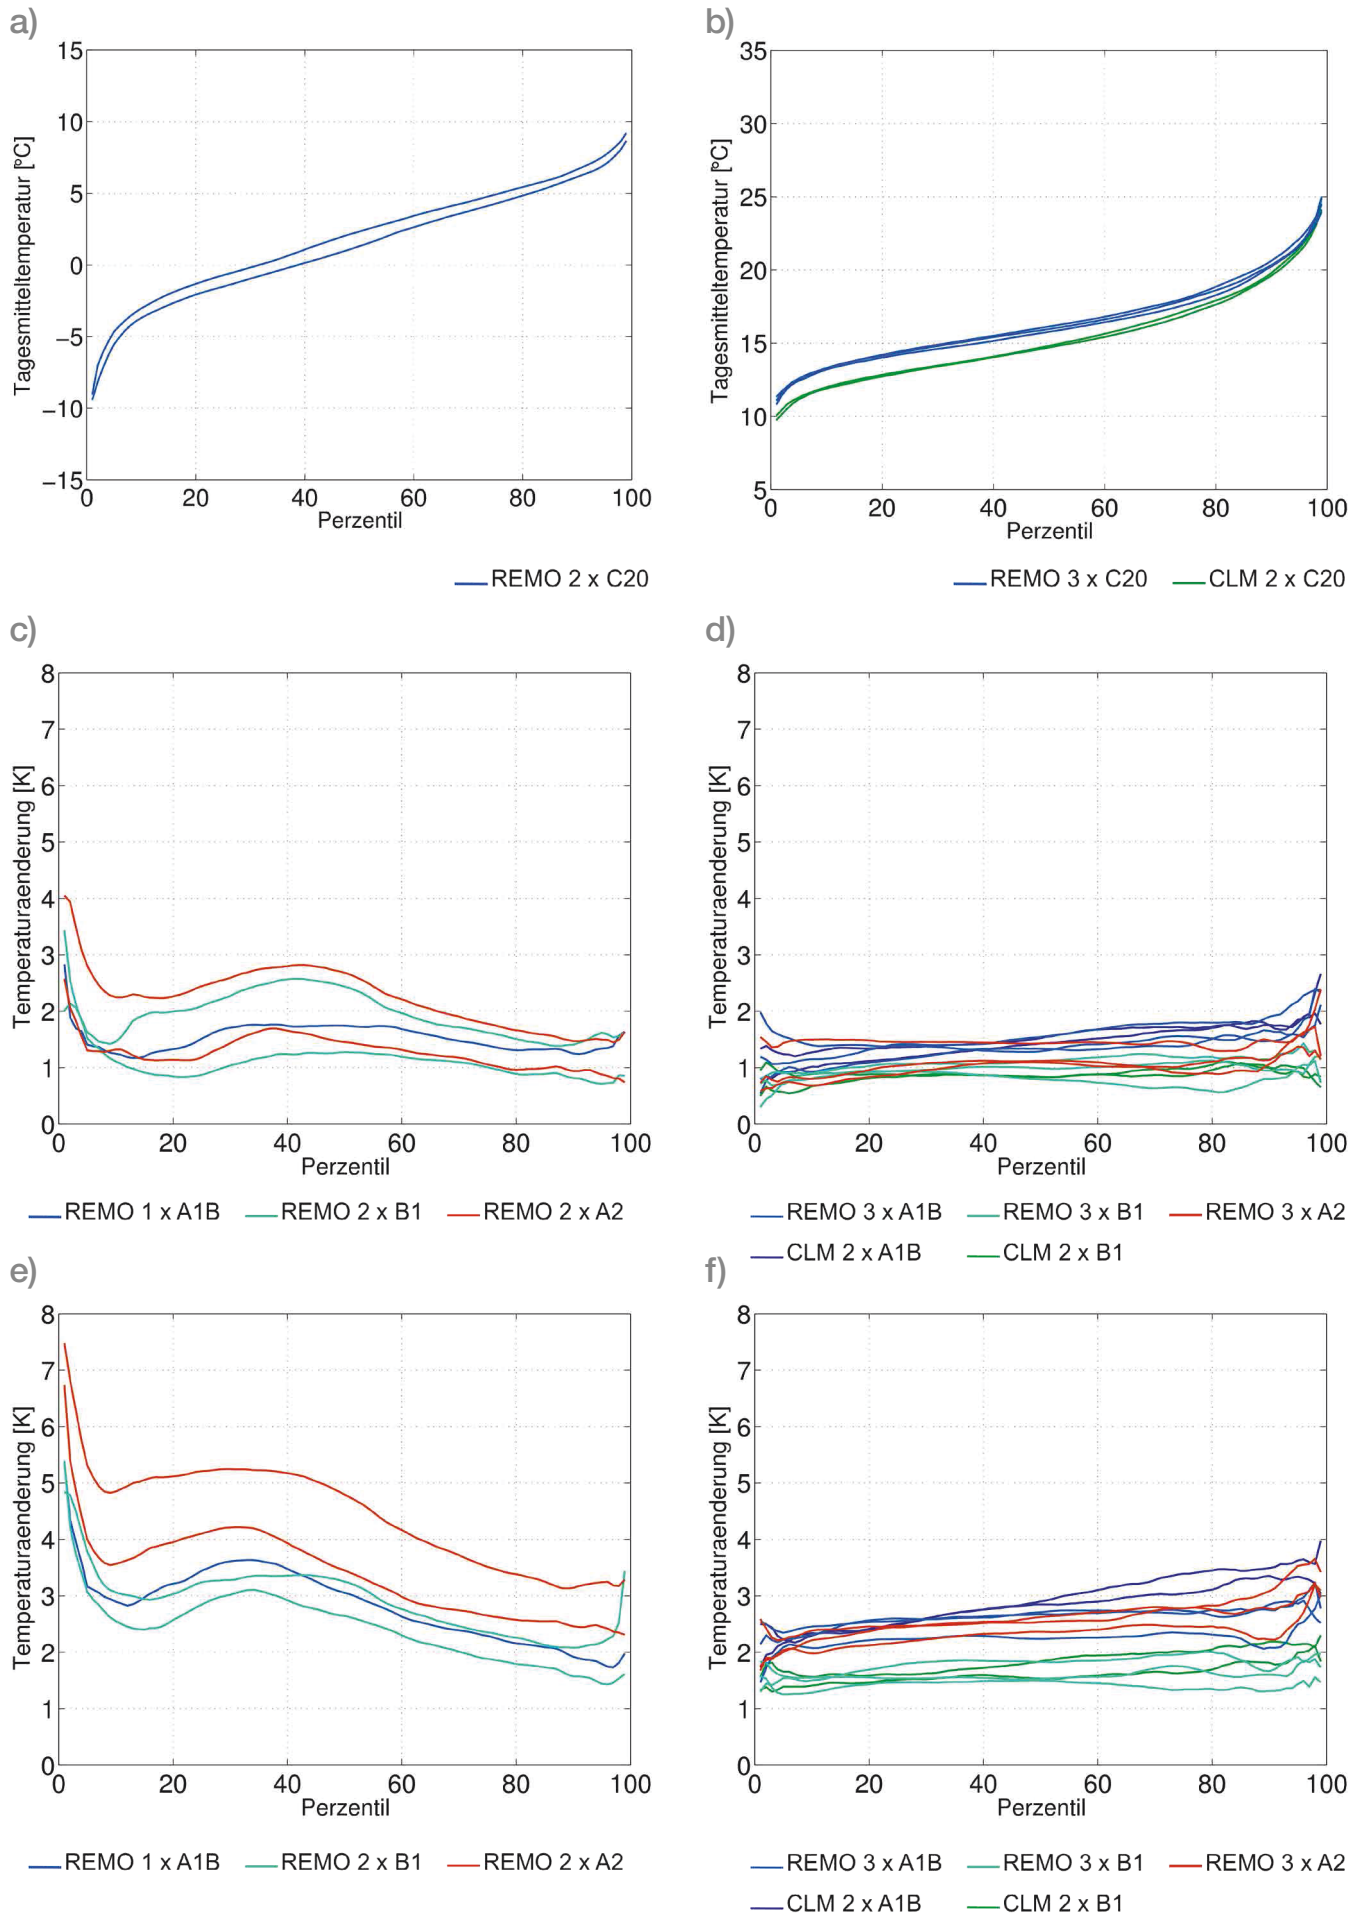 a)
15
10
5
0
−5
−10
−15
Tagesmitteltemperatur [ºC]
0 20 40 60 80 100
Perzentil
REMO 2 x C20
b)
35
30
25
20
15
10
5
Tagesmitteltemperatur [ºC]
0 20 40 60 80 100
Perzentil
REMO 3 x C20 CLM 2 x C20
c)
8
7
6
5
4
3
2
1
0
Temperaturaenderung [K]
0 20 40 60 80 100
Perzentil
REMO 1 x A1B REMO 2 x B1 REMO 2 x A2
d)
8
7
6
5
4
3
2
1
0
Temperaturaenderung [K]
0 20 40 60 80 100
Perzentil
REMO 3 x A1B REMO 3 x B1 REMO 3 x A2
CLM 2 x A1B CLM 2 x B1
e)
8
7
6
5
4
3
2
1
0
Temperaturaenderung [K]
0 20 40 60 80 100
Perzentil
REMO 1 x A1B REMO 2 x B1 REMO 2 x A2
f)
8
7
6
5
4
3
2
1
0
Temperaturaenderung [K]
0 20 40 60 80 100
Perzentil
REMO 3 x A1B REMO 3 x B1 REMO 3 x A2
CLM 2 x A1B CLM 2 x B1